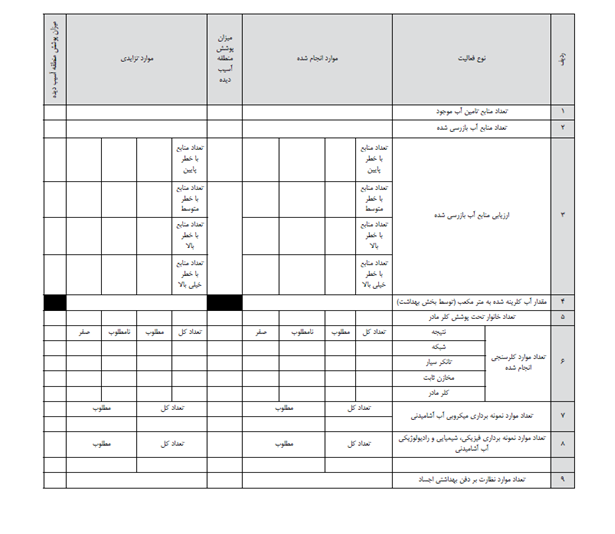 ردیف
نوع فعالیت
موارد انجام شده
میزان
پوشش
منطقه
آسیب
دیده
موارد تزایدی
میزان پوشش منطقه آسیب دیده
۱
تعداد منابع تامین آب موجود
۲
تعداد منابع آب بازرسی شده
۳
ارزیابی منابع آب بازرسی شده
تعداد منابع
با خطر
پایین
تعداد منابع
با خطر
پایین
تعداد منابع
با خطر
متوسط
تعداد منابع
با خطر
متوسط
تعداد منابع
با خطر
بالا
تعداد منابع
با خطر
بالا
تعداد منابع
با خطر
خیلی بالا
تعداد منابع
با خطر
خیلی بالا
۴
مقدار آب کلرینه شده به متر مکعب (توسط بخش بهداشت)
۵
تعداد خانوار تحت پوشش کلر مادر
۶
تعداد موارد کلرسنجی
انجام شده
نتیجه
تعداد کل
مطلوب
نامطلوب
صفر
تعداد کل
مطلوب
نامطلوب
صفر
شبکه
تانکر سیار
مخازن ثابت
کلر مادر
۷
تعداد موارد نمونه برداری میکروبی آب آشامیدنی
تعداد کل
مطلوب
تعداد کل
مطلوب
۸
تعداد موارد نمونه برداری فیزیکی، شیمیایی و رادیولوژیکی
آب آشامیدنی
تعداد کل
مطلوب
تعداد کل
مطلوب
۹
تعداد موارد نظارت بر دفن بهداشتی اجساد